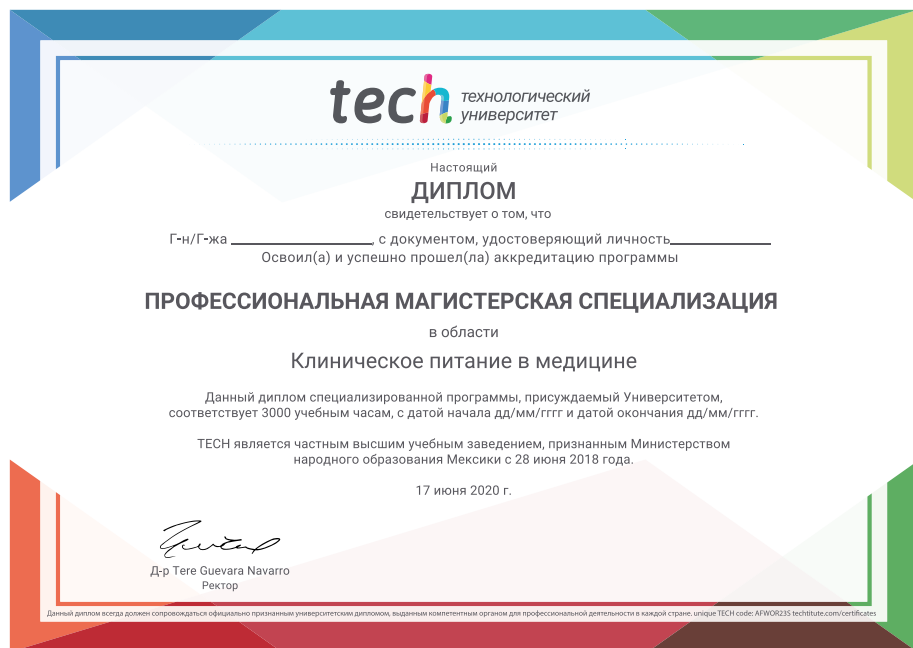 tech технологический
университет
Настоящий
ДИПЛОМ
свидетельствует о том, что
Г-н/Г-жа ____________________, с документом, удостоверяющий личность______________
Освоил(а) и успешно прошел(ла) аккредитацию программы
ПРОФЕССИОНАЛЬНАЯ МАГИСТЕРСКАЯ СПЕЦИАЛИЗАЦИЯ
в области
Клиническое питание в медицине
Данный диплом специализированной программы, присуждаемый Университетом,
соответствует 3000 учебным часам, с датой начала дд/мм/гггг и датой окончания дд/мм/гггг.
TECH является частным высшим учебным заведением, признанным Министерством
народного образования Мексики с 28 июня 2018 года.
17 июня 2020 г.
Д-р Tere Guevara Navarro
Ректор
Данный диплом всегда должен сопровождаться официально признанным университетским дипломом, выданным компетентным органом для профессиональной деятельности в каждой стране. unique TECH code: AFWOR23S techtitute.com/certificates